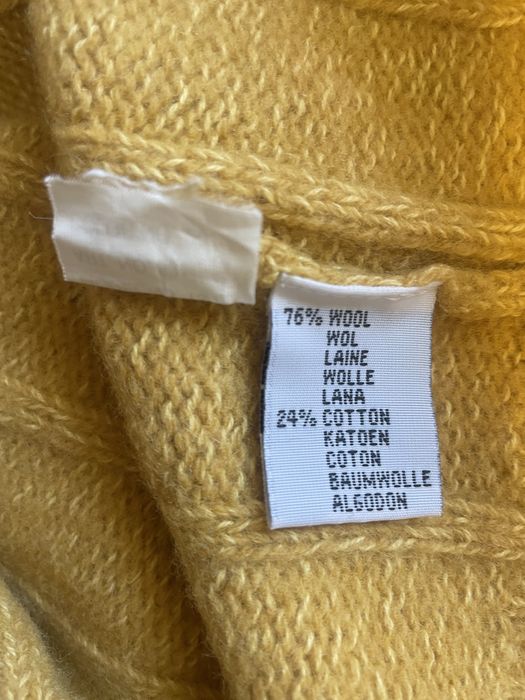 76% WOOL
WOL
LAINE
WOLLE
LANA
24% COTTON
KATOEN
COTON
BAUMWOLLE
ALGODON